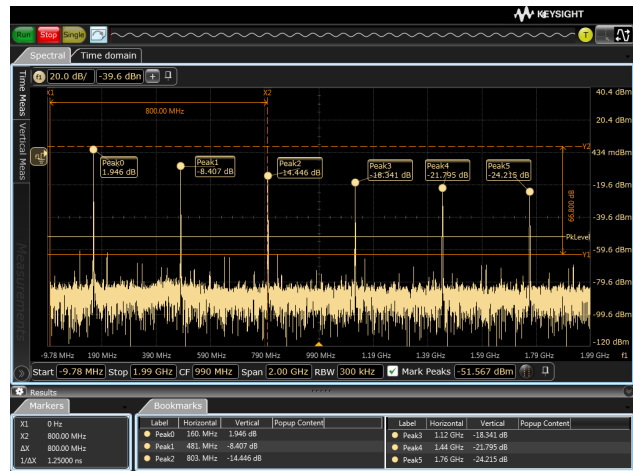 KEYSIGHT
Run Stop Single T
Spectral Time domain
f1 20.0 dB/ -39.6 dBm +
Time Meas
Vertical Meas
Measurements
X1 X2 40.4 dBm
800.00 MHz
20.4 dBm
Y2
434 mdBm
Peak0
1.946 dB
Peak1
-8.407 dB
Peak2
-14.446 dB
Peak3
-18.341 dB
Peak4
-21.795 dB
Peak5
-24.215 dB
-19.6 dBm
66.800 dB
-39.6 dBm
PkLevel
-59.6 dBm
Y1
-79.6 dBm
-99.6 dBm
-120 dBm
-9.78 MHz 190 MHz 390 MHz 590 MHz 790 MHz 990 MHz 1.19 GHz 1.39 GHz 1.59 GHz 1.79 GHz 1.99 GHz f1
Start -9.78 MHz Stop 1.99 GHz CF 990 MHz Span 2.00 GHz RBW 300 kHz Mark Peaks -51.567 dBm
Results
Markers Bookmarks
X1 0 Hz
X2 800.00 MHz
ΔX 800.00 MHz
1/ΔX 1.25000 ns
Label Horizontal Vertical Popup Content
Peak0 160. MHz 1.946 dB
Peak1 481. MHz -8.407 dB
Peak2 803. MHz -14.446 dB
Label Horizontal Vertical Popup Content
Peak3 1.12 GHz -18.341 dB
Peak4 1.44 GHz -21.795 dB
Peak5 1.76 GHz -24.215 dB